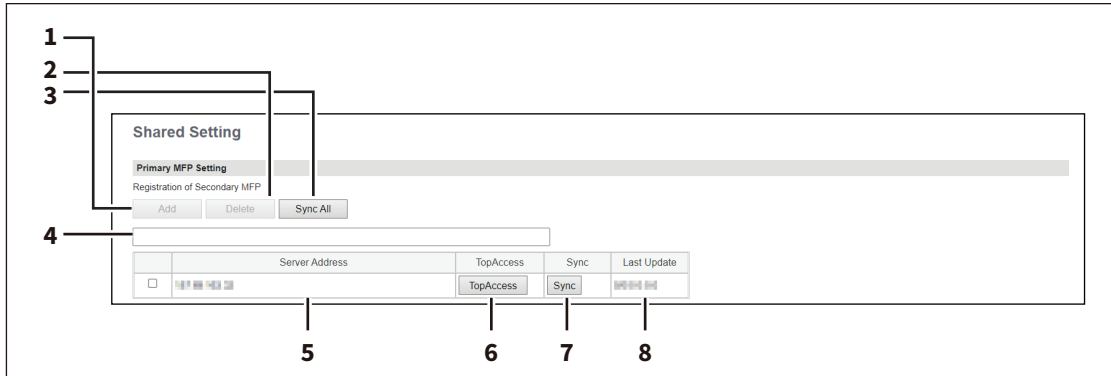 1
2
3
Shared Setting
Primary MFP Setting
Registration of Secondary MFP
Add Delete Sync All
4
Server Address TopAccess Sync Last Update
TopAccess Sync
5 6 7 8